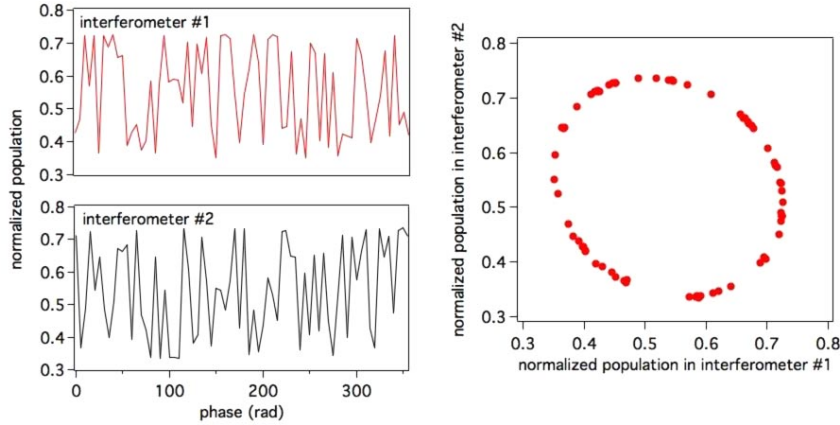 0.8
interferometer #1
0.7
0.6
0.5
0.4
0.3
normalized population
0.8
interferometer #2
0.7
0.6
0.5
0.4
0.3
0 100 200 300
phase (rad)
normalized population in interferometer #2
0.8
0.7
0.6
0.5
0.4
0.3
0.3 0.4 0.5 0.6 0.7 0.8
normalized population in interferometer #1